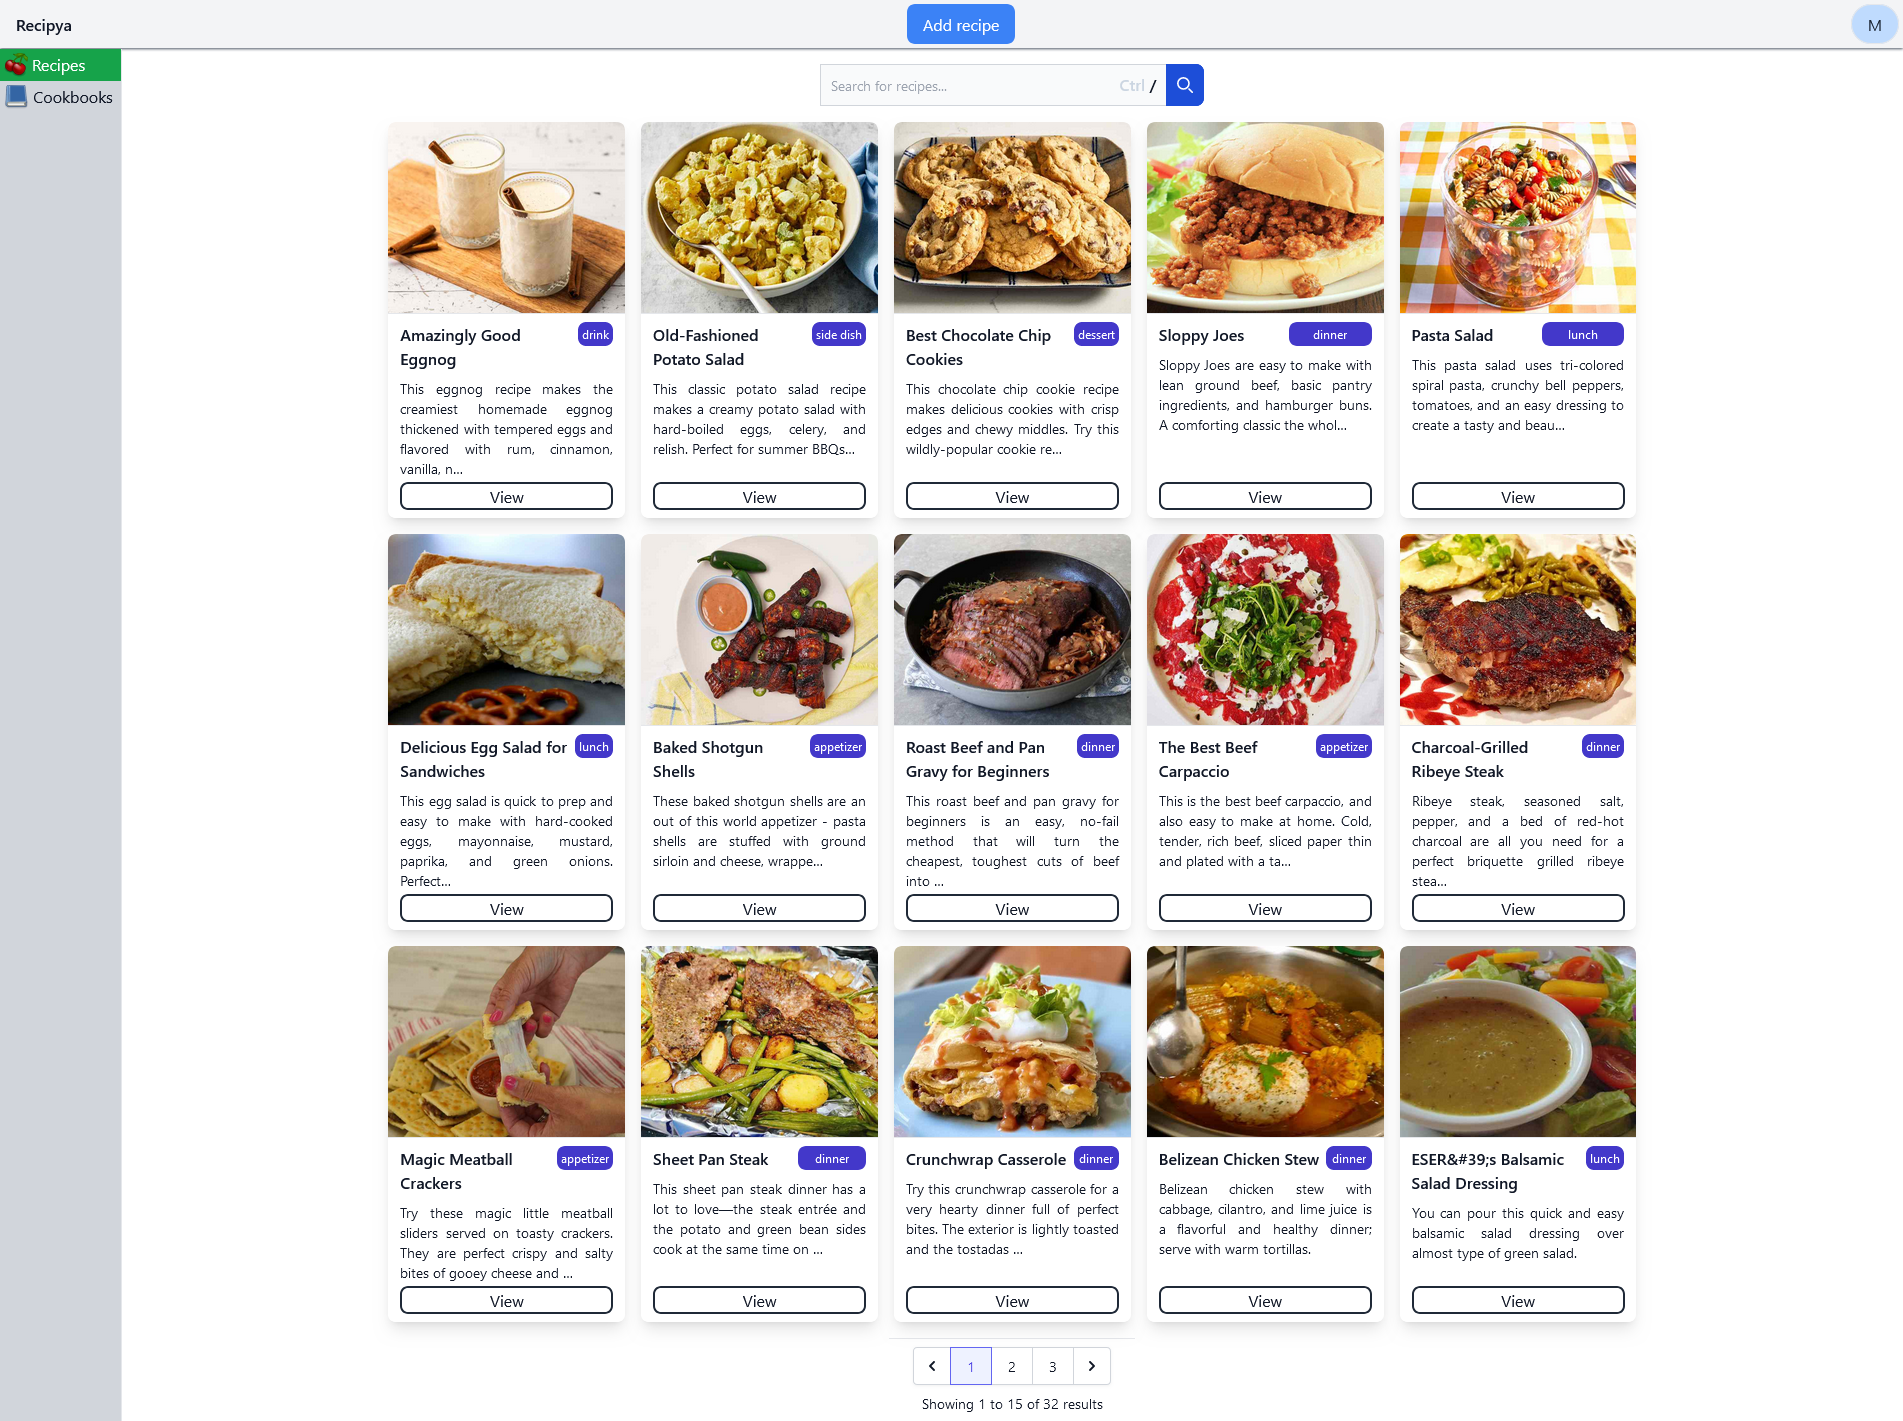 Recipya
Add recipe
M
Recipes
Cookbooks
Search for recipes...
Ctrl /
Amazingly Good
Eggnog
drink
This eggnog recipe makes the
creamiest homemade eggnog
thickened with tempered eggs and
flavored with rum, cinnamon,
vanilla, n...
View
Old-Fashioned
Potato Salad
side dish
This classic potato salad recipe
makes a creamy potato salad with
hard-boiled eggs, celery, and
relish. Perfect for summer BBQs...
View
Best Chocolate Chip
Cookies
dessert
This chocolate chip cookie recipe
makes delicious cookies with crisp
edges and chewy middles. Try this
wildly-popular cookie re...
View
Sloppy Joes
dinner
Sloppy Joes are easy to make with
lean ground beef, basic pantry
ingredients, and hamburger buns.
A comforting classic the whol...
View
Pasta Salad
lunch
This pasta salad uses tri-colored
spiral pasta, crunchy bell peppers,
tomatoes, and an easy dressing to
create a tasty and beau...
View
Delicious Egg Salad for
Sandwiches
lunch
This egg salad is quick to prep and
easy to make with hard-cooked
eggs, mayonnaise, mustard,
paprika, and green onions.
Perfect...
View
Baked Shotgun
Shells
appetizer
These baked shotgun shells are an
out of this world appetizer - pasta
shells are stuffed with ground
sirloin and cheese, wrappe...
View
Roast Beef and Pan
Gravy for Beginners
dinner
This roast beef and pan gravy for
beginners is an easy, no-fail
method that will turn the
cheapest, toughest cuts of beef
into ...
View
The Best Beef
Carpaccio
appetizer
This is the best beef carpaccio, and
also easy to make at home. Cold,
tender, rich beef, sliced paper thin
and plated with a ta...
View
Charcoal-Grilled
Ribeye Steak
dinner
Ribeye steak, seasoned salt,
pepper, and a bed of red-hot
charcoal are all you need for a
perfect briquette grilled ribeye
stea...
View
Magic Meatball
Crackers
appetizer
Try these magic little meatball
sliders served on toasty crackers.
They are perfect crispy and salty
bites of gooey cheese and ...
View
Sheet Pan Steak
dinner
This sheet pan steak dinner has a
lot to love—the steak entrée and
the potato and green bean sides
cook at the same time on ...
View
Crunchwrap Casserole
dinner
Try this crunchwrap casserole for a
very hearty dinner full of perfect
bites. The exterior is lightly toasted
and the tostadas ...
View
Belizean Chicken Stew
dinner
Belizean chicken stew with
cabbage, cilantro, and lime juice is
a flavorful and healthy dinner;
serve with warm tortillas.
View
ESER&#39;s Balsamic
Salad Dressing
lunch
You can pour this quick and easy
balsamic salad dressing over
almost type of green salad.
View
1 2 3
Showing 1 to 15 of 32 results